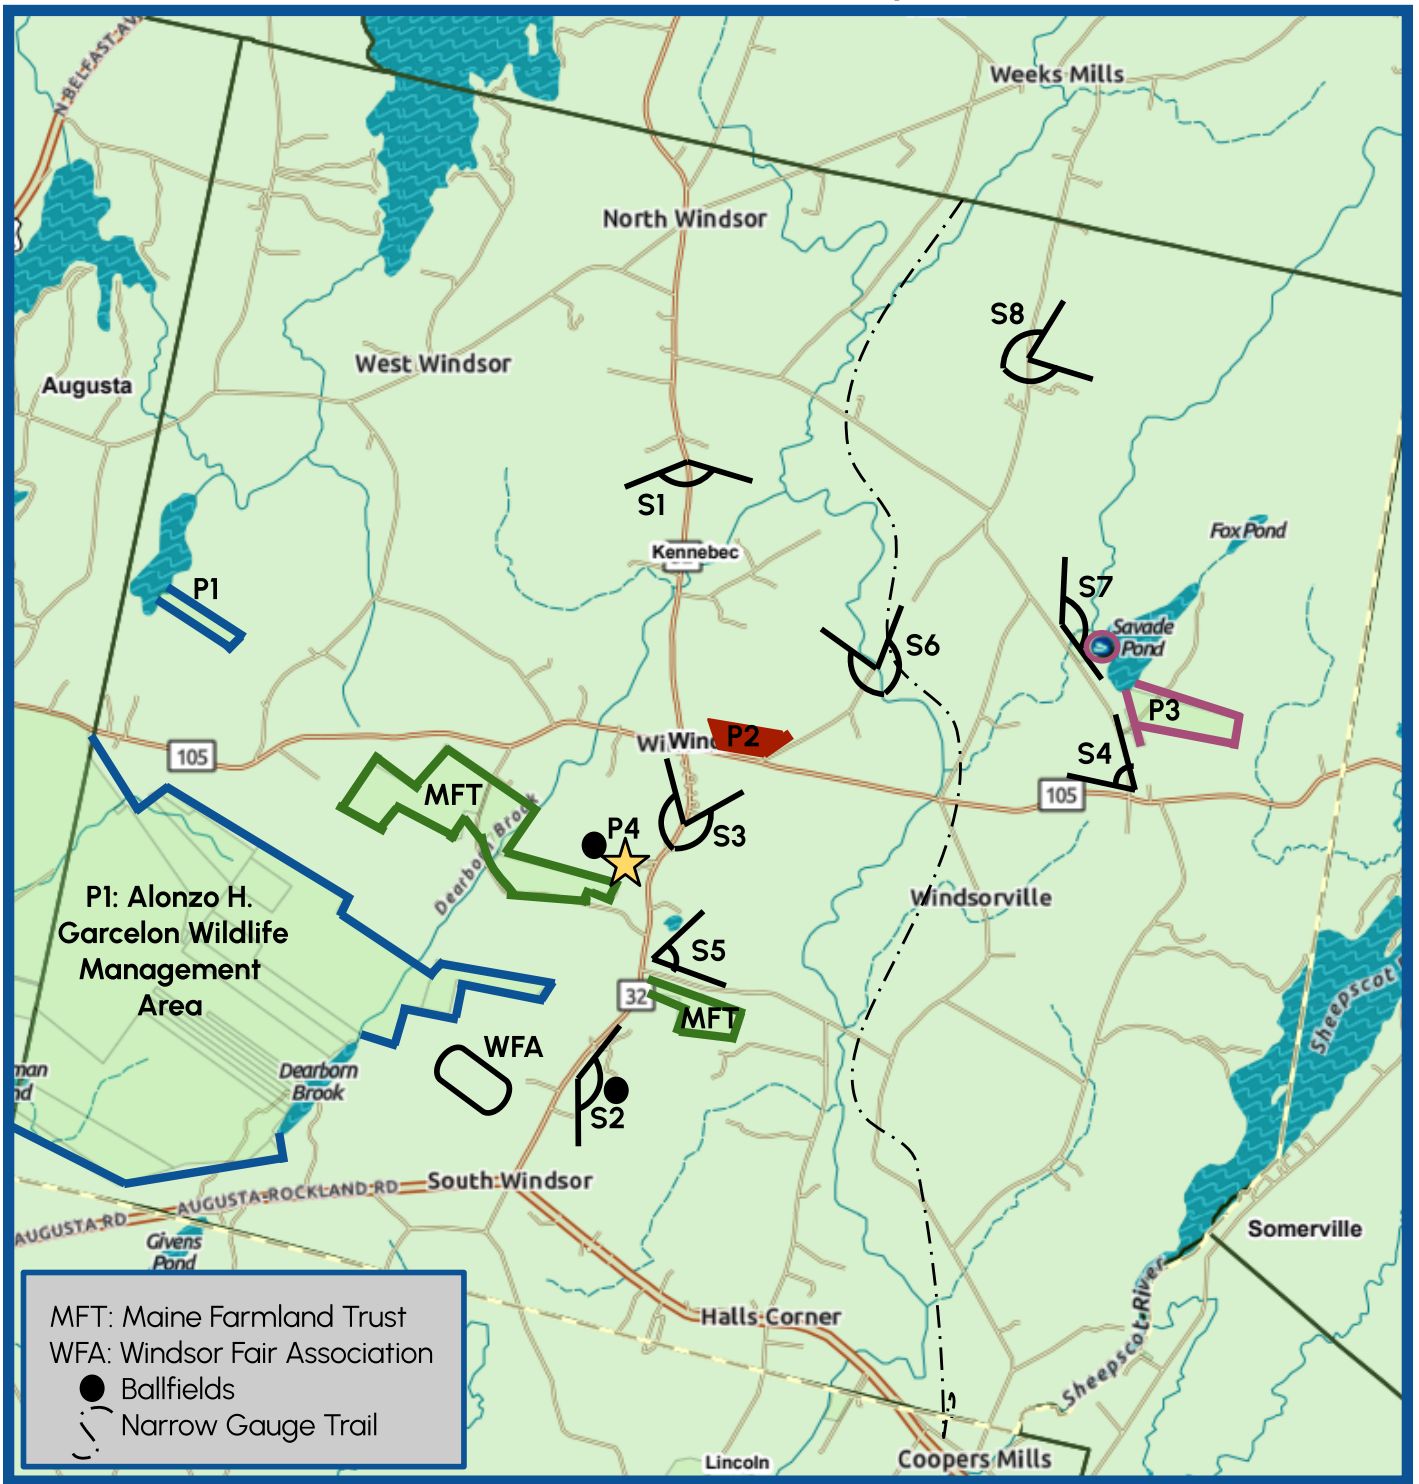 N BELFAST AV
Weeks Mills
North Windsor
S8
West Windsor
Augusta
S1
Fox Pond
Kennebec
P1
S7
Savade
Pond
S6
P3
P2
S4
105
MFT
105
P4
S3
Dearborn Brook
P1: Alonzo H.
Garcelon Wildlife
Management
Area
Windsorville
S5
32
MFT
Sheepscot
WFA
Dearborn
Brook
S2
South Windsor
AUGUSTA ROCKLAND RD
AUGUSTA RD
Givens
Pond
Somerville
Halls Corner
Sheepscot River
MFT: Maine Farmland Trust
WFA: Windsor Fair Association
Ballfields
Narrow Gauge Trail
Lincoln
Coopers Mills